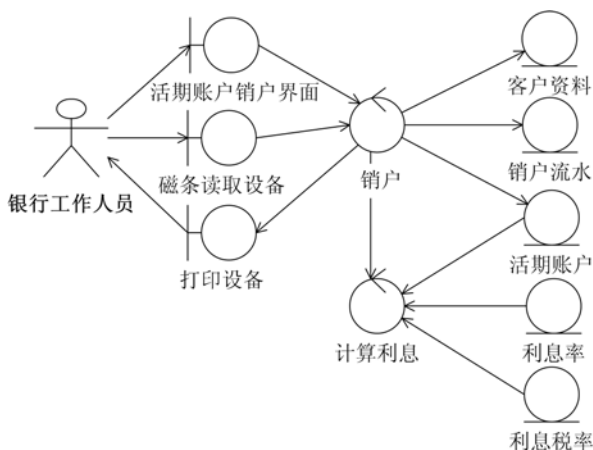 活期账户销户界面
客户资料
磁条读取设备
销户
销户流水
银行工作人员
打印设备
活期账户
计算利息
利息率
利息税率